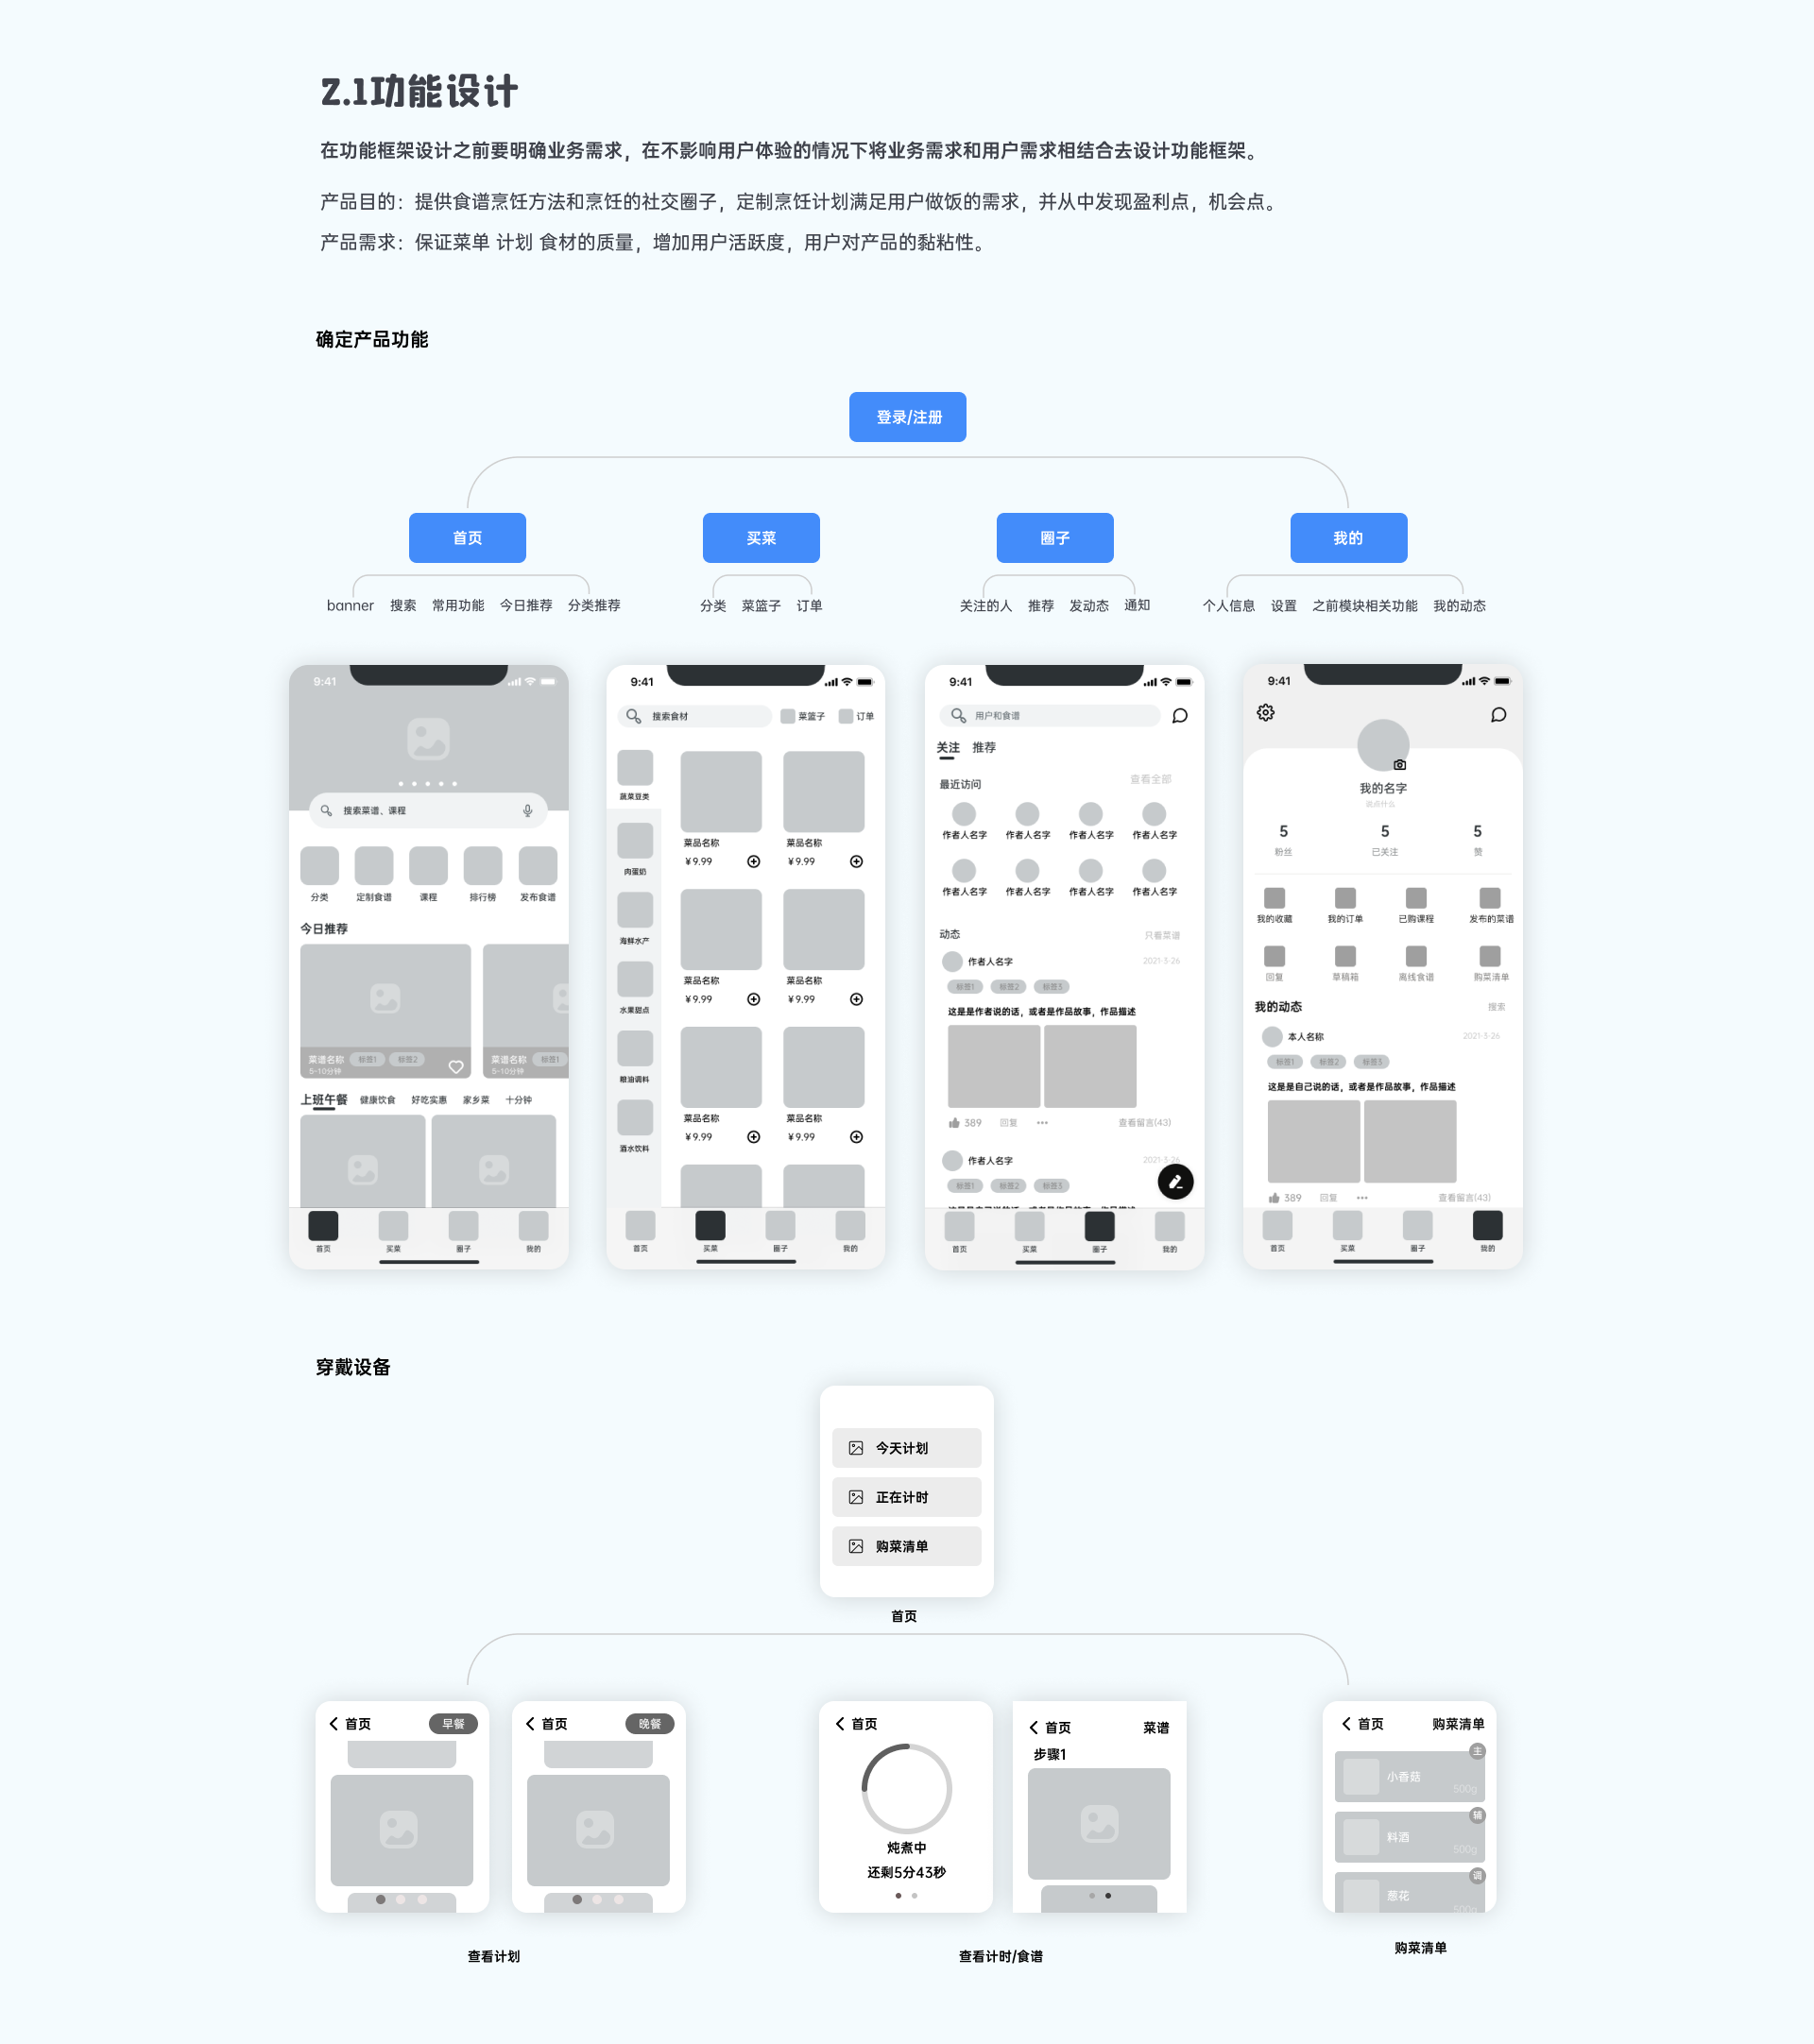 2.1功能设计
在功能框架设计之前要明确业务需求，在不影响用户体验的情况下将业务需求和用户需求相结合去设计功能框架。
产品目的：提供食谱烹饪方法和烹饪的社交圈子，定制烹饪计划满足用户做饭的需求，并从中发现盈利点，机会点。
产品需求：保证菜单 计划 食材的质量，增加用户活跃度，用户对产品的黏粘性。
确定产品功能
登录/注册
首页 买菜 圈子 我的
banner 搜索 常用功能 今日推荐 分类推荐
分类 菜篮子 订单
关注的人 推荐 发动态 通知
个人信息 设置 之前模块相关功能 我的动态
9:41
搜索菜谱、课程
分类 定制食谱 课程 排行榜 发布食谱
今日推荐
菜谱名称 标签1 标签2
5-10分钟
菜谱名称 标签1
5-10分钟
上班午餐 健康饮食 好吃实惠 家乡菜 十分钟
首页 买菜 圈子 我的
9:41
搜索食材 菜篮子 订单
蔬菜豆类
肉蛋奶
海鲜水产
水果甜点
粮油调料
酒水饮料
菜品名称 菜品名称
¥9.99 ¥9.99
菜品名称 菜品名称
¥9.99 ¥9.99
菜品名称 菜品名称
¥9.99 ¥9.99
首页 买菜 圈子 我的
9:41
用户和食谱
关注 推荐
最近访问 查看全部
作者人名字 作者人名字 作者人名字 作者人名字
作者人名字 作者人名字 作者人名字 作者人名字
动态 只看菜谱
作者人名字 2021-3-26
标签1 标签2 标签3
这是是作者说的话，或者是作品故事，作品描述
389 回复 ••• 查看留言(43)
作者人名字 2021-3-26
标签1 标签2 标签3
首页 买菜 圈子 我的
9:41
我的名字
说点什么
5 5 5
粉丝 已关注 赞
我的收藏 我的订单 已购课程 发布的菜谱
回复 草稿箱 离线食谱 购菜清单
我的动态 搜索
本人名称 2021-3-26
标签1 标签2 标签3
这是是自己说的话，或者是作品故事，作品描述
389 回复 ••• 查看留言(43)
首页 买菜 圈子 我的
穿戴设备
今天计划
正在计时
购菜清单
首页
首页 早餐
首页 晚餐
查看计划
首页
炖煮中
还剩5分43秒
首页 菜谱
步骤1
查看计时/食谱
首页 购菜清单
主
小香菇
500g
辅
料酒
500g
调
葱花
500g
购菜清单